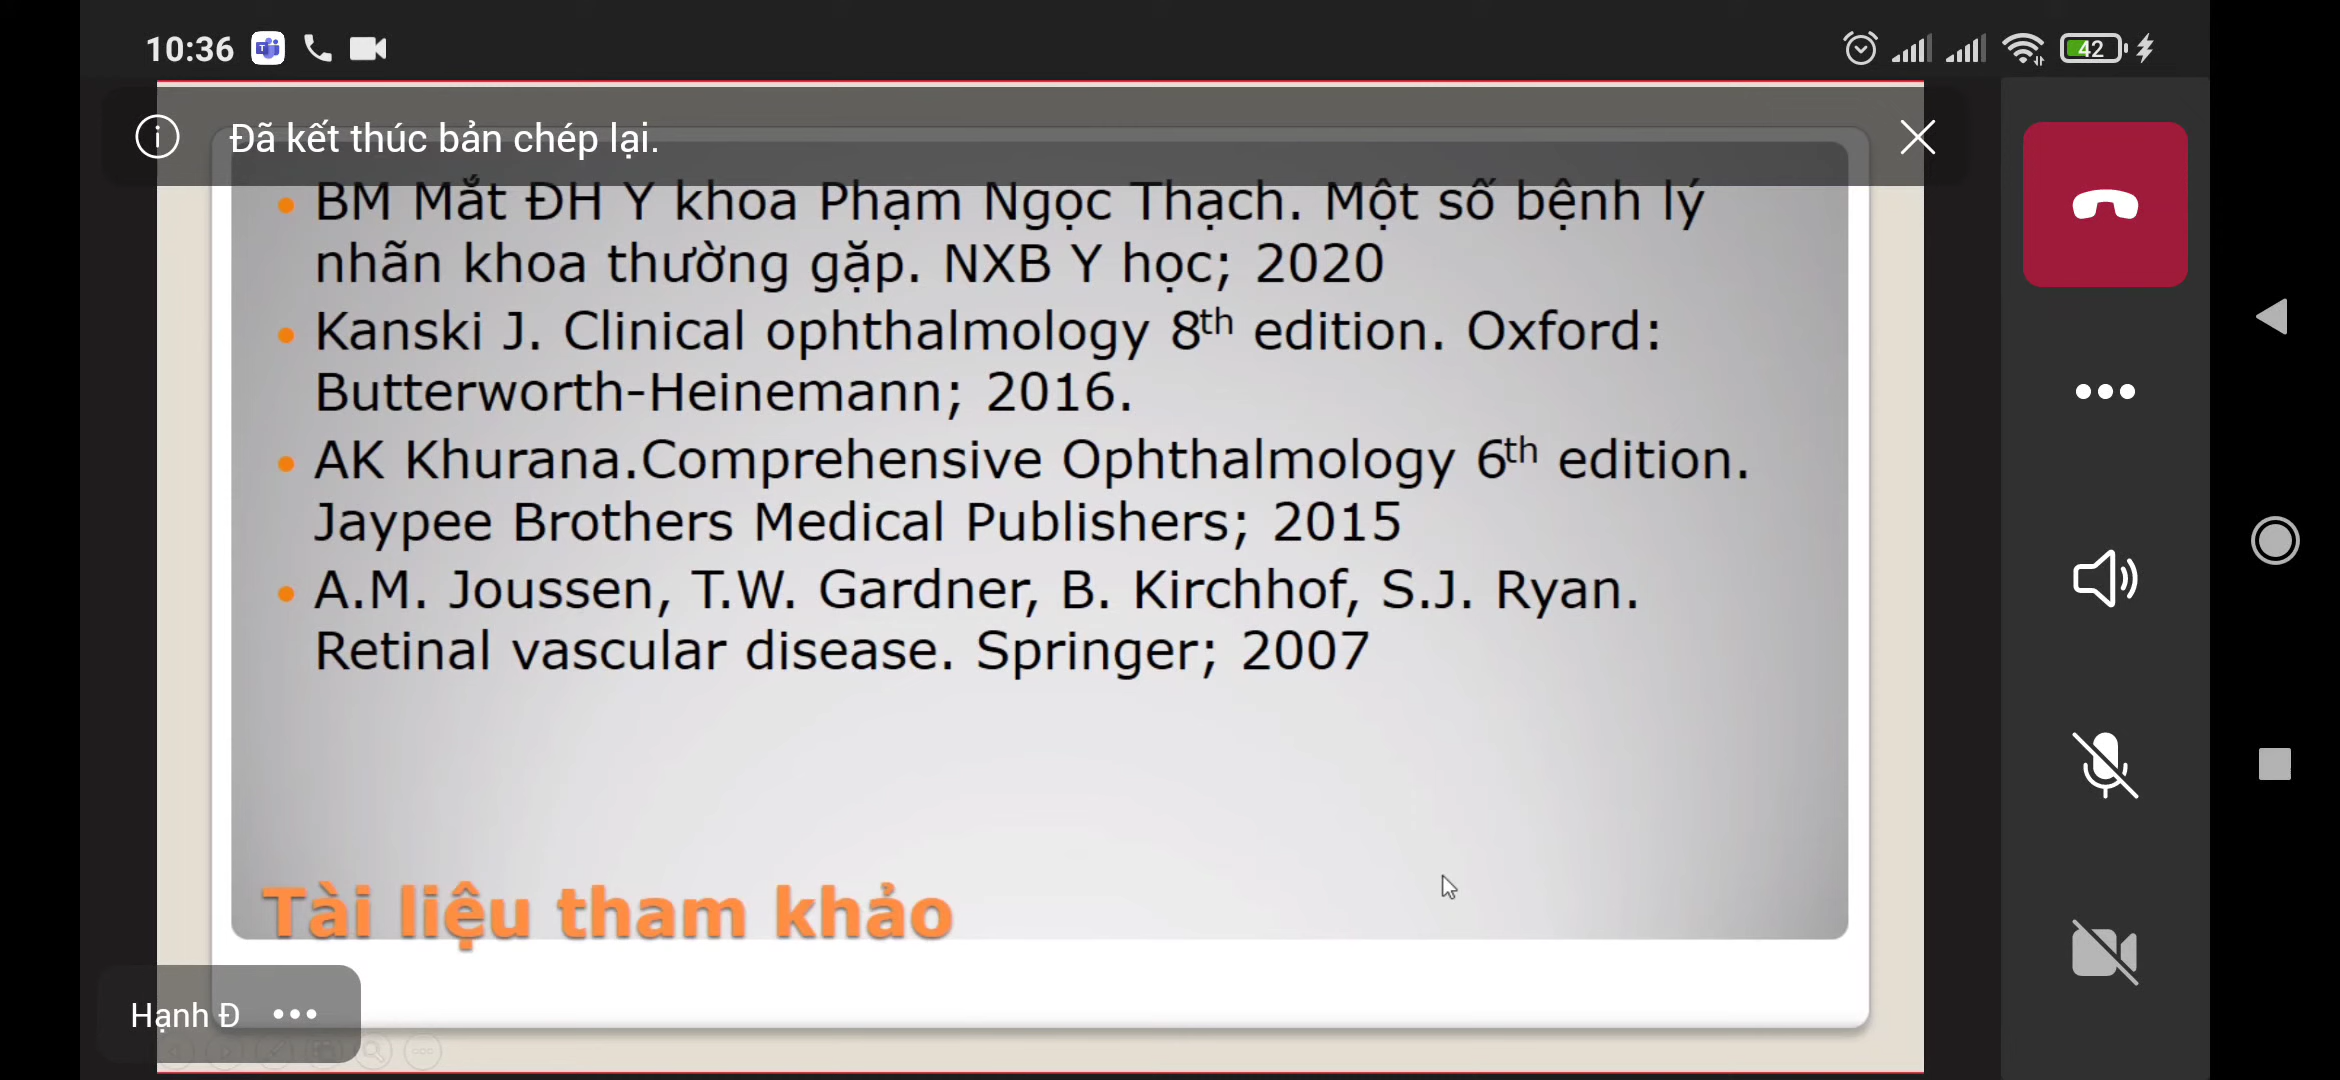 10:36
42
Đã kết thúc bản chép lại.
• BM Mắt ĐH Y khoa Phạm Ngọc Thạch. Một số bệnh lý
nhãn khoa thường gặp. NXB Y học; 2020
• Kanski J. Clinical ophthalmology 8th edition. Oxford:
Butterworth-Heinemann; 2016.
• AK Khurana.Comprehensive Ophthalmology 6th edition.
Jaypee Brothers Medical Publishers; 2015
• A.M. Joussen, T.W. Gardner, B. Kirchhof, S.J. Ryan.
Retinal vascular disease. Springer; 2007
Tài liệu tham khảo
Hạnh Đ